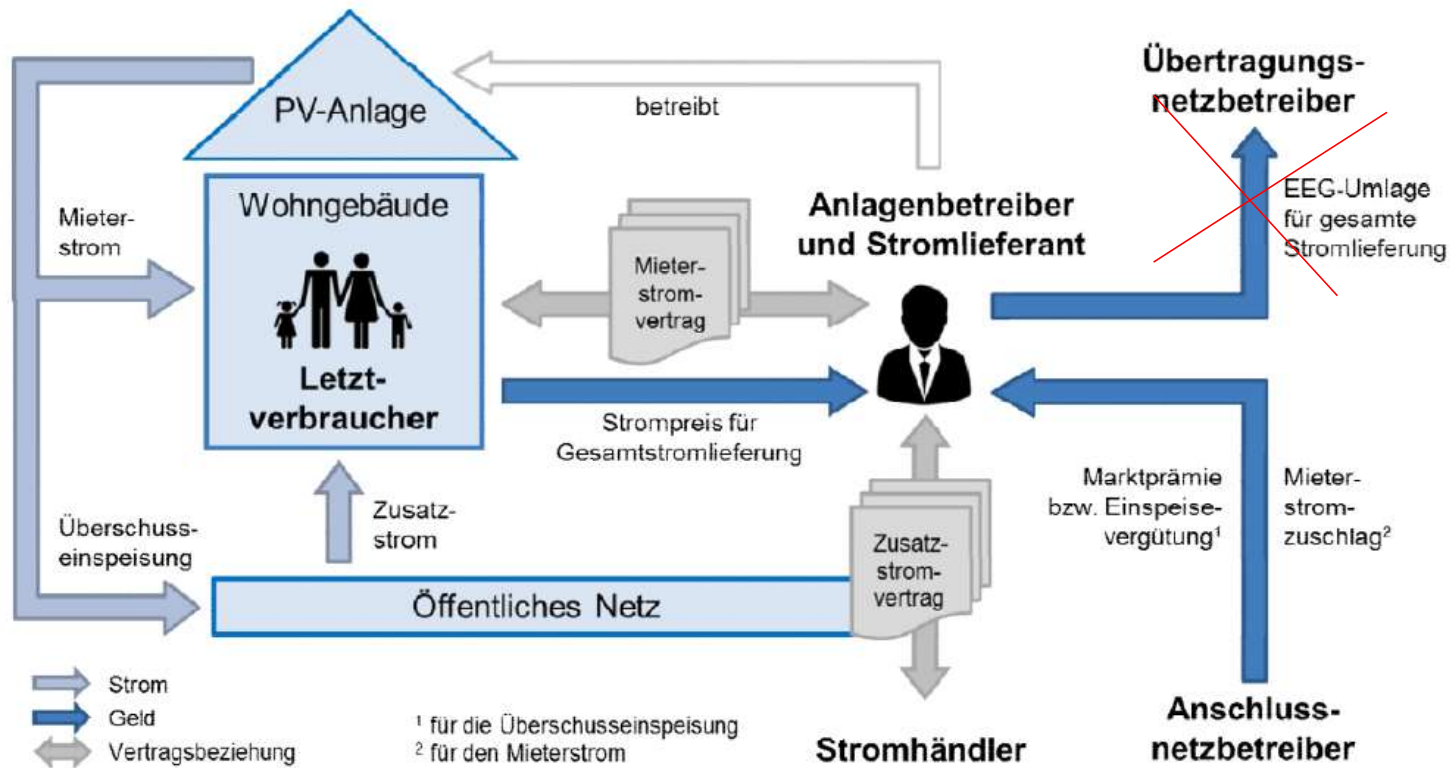 PV-Anlage
betreibt
Übertragungs-
netzbetreiber
EEG-Umlage
für gesamte
Stromlieferung
Mieter-
strom
Wohngebäude
Letzt-
verbraucher
Mieter-
strom-
vertrag
Anlagenbetreiber
und Stromlieferant
Strompreis für
Gesamtstromlieferung
Marktprämie
bzw. Einspeise-
vergütung¹
Mieter-
strom-
zuschlag²
Überschuss-
einspeisung
Zusatz-
strom
Zusatz-
strom-
vertrag
Öffentliches Netz
Strom
Geld
Vertragsbeziehung
¹ für die Überschusseinspeisung
² für den Mieterstrom
Stromhändler
Anschluss-
netzbetreiber